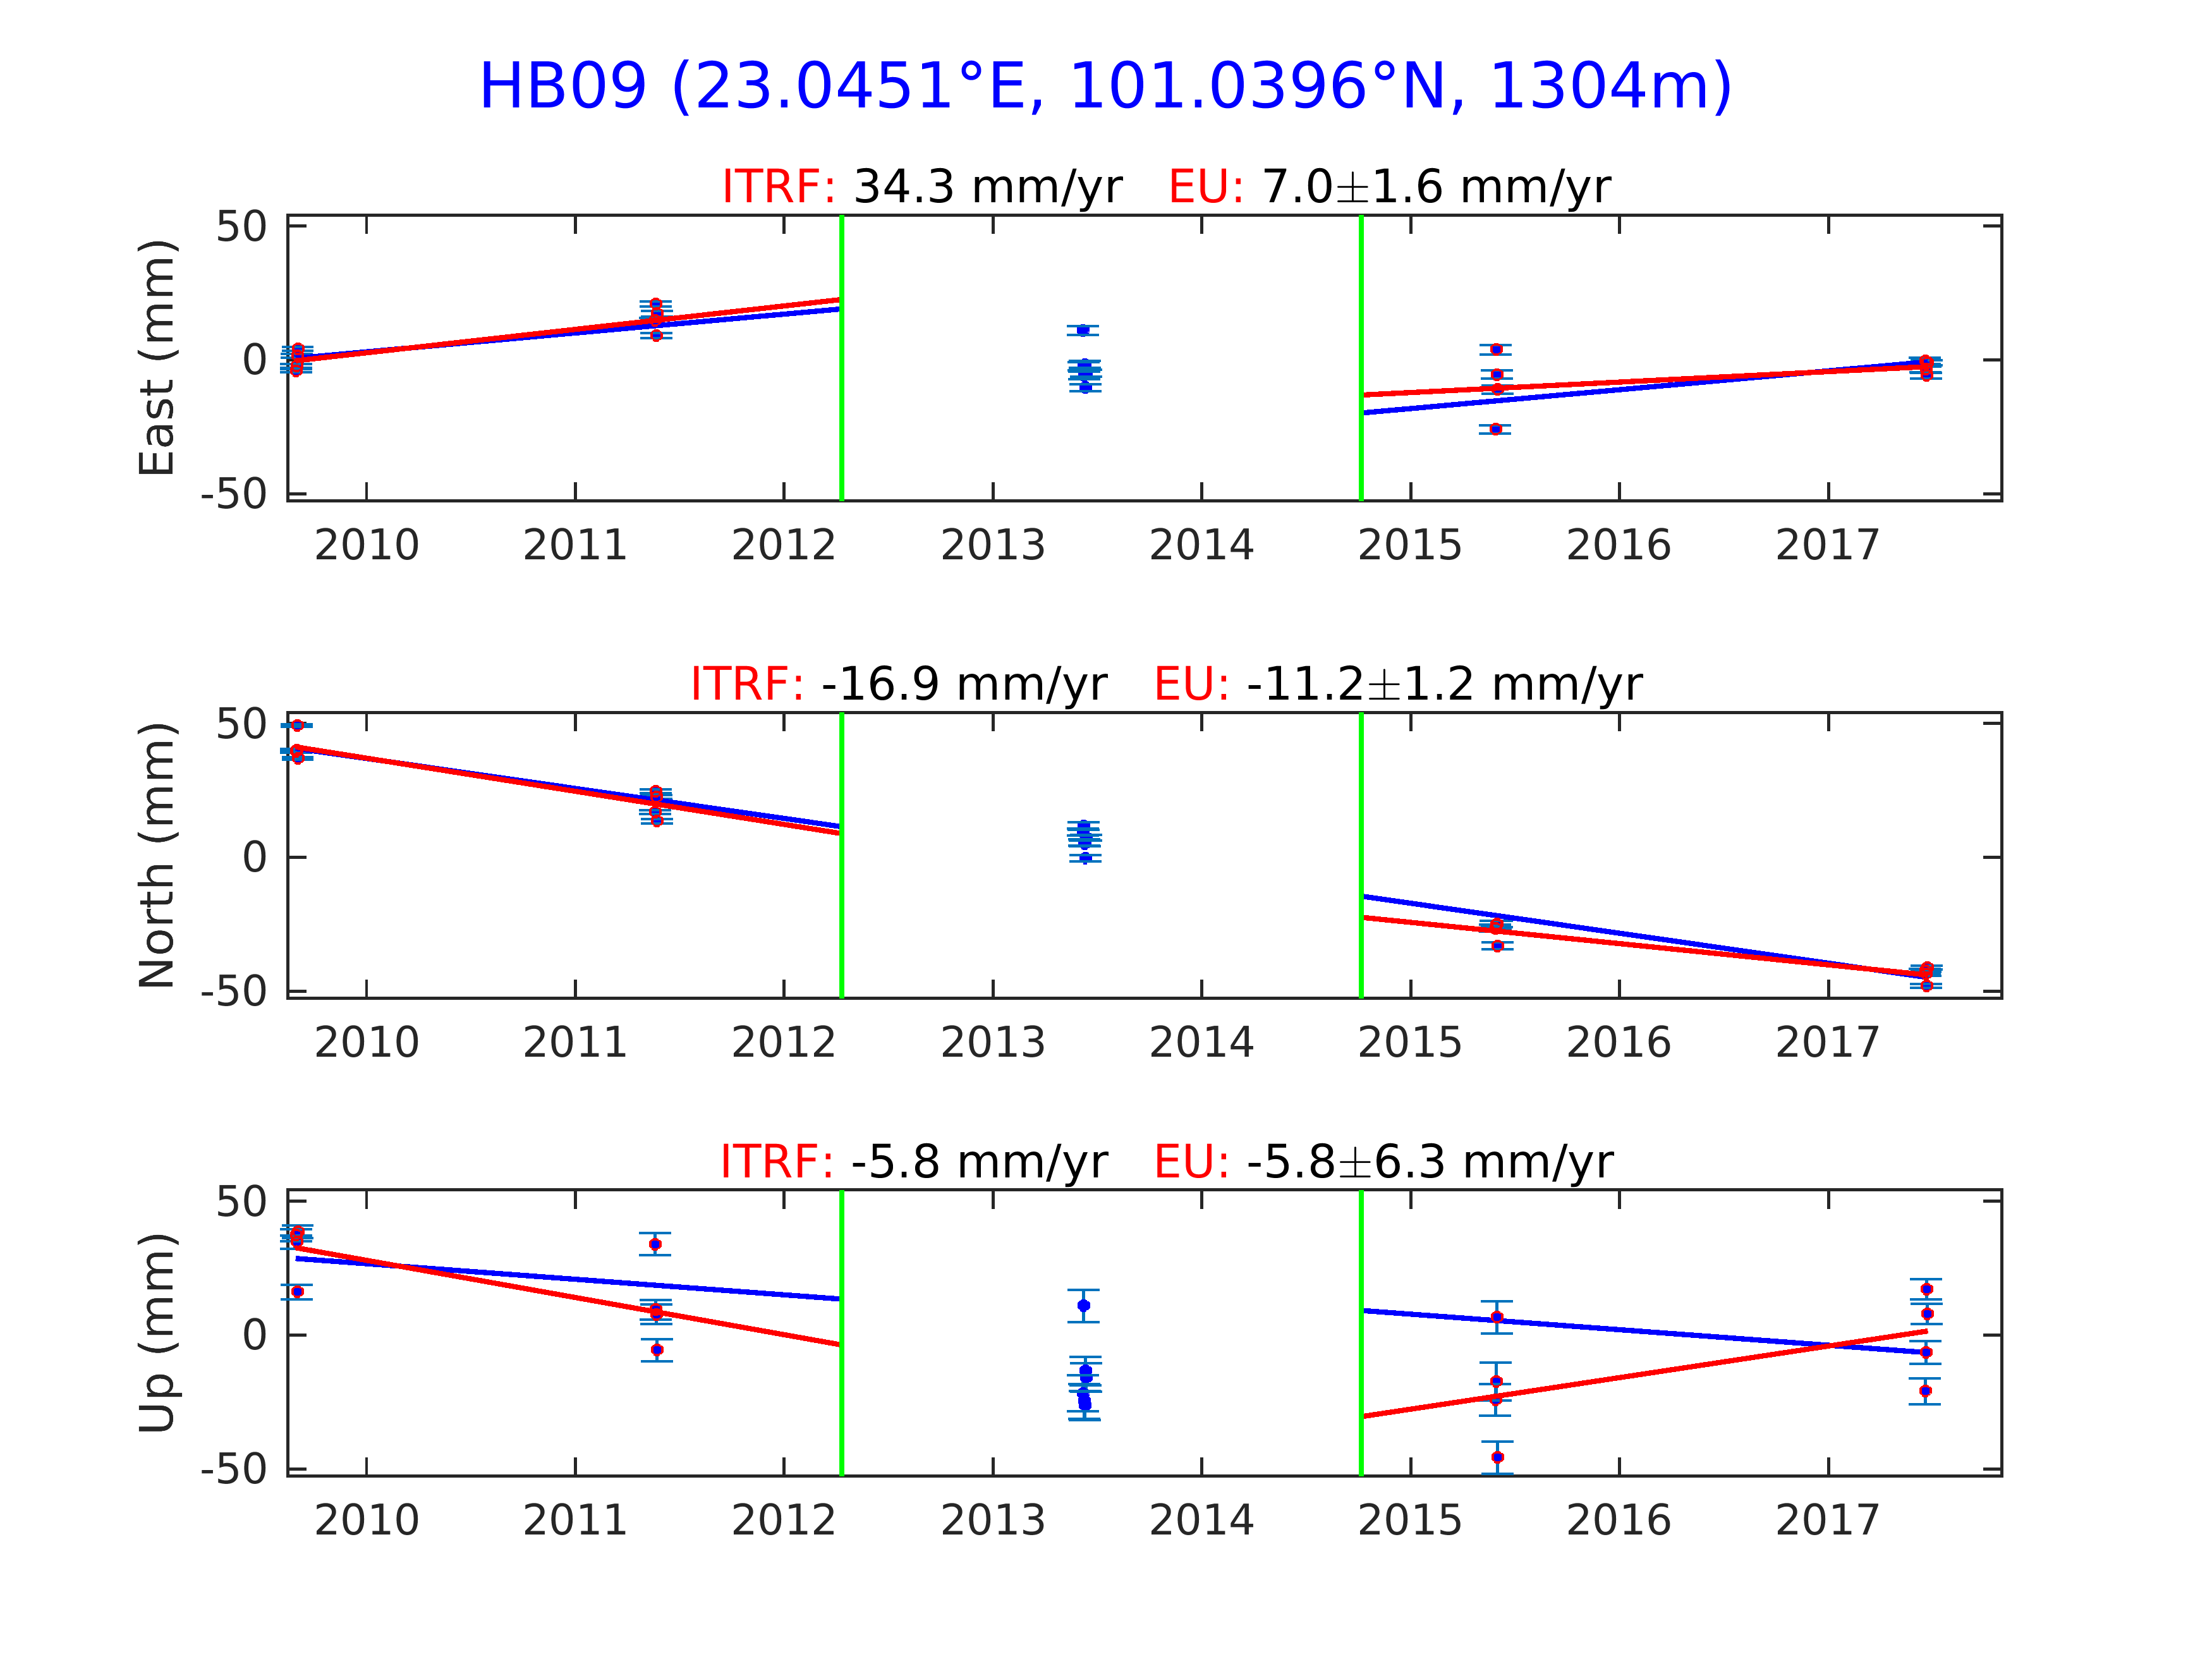 HB09 (23.0451°E, 101.0396°N, 1304m)
ITRF: 34.3 mm/yr EU: 7.0±1.6 mm/yr
East (mm)
50
0
-50
2010 2011 2012 2013 2014 2015 2016 2017
ITRF: -16.9 mm/yr EU: -11.2±1.2 mm/yr
North (mm)
50
0
-50
2010 2011 2012 2013 2014 2015 2016 2017
ITRF: -5.8 mm/yr EU: -5.8±6.3 mm/yr
Up (mm)
50
0
-50
2010 2011 2012 2013 2014 2015 2016 2017